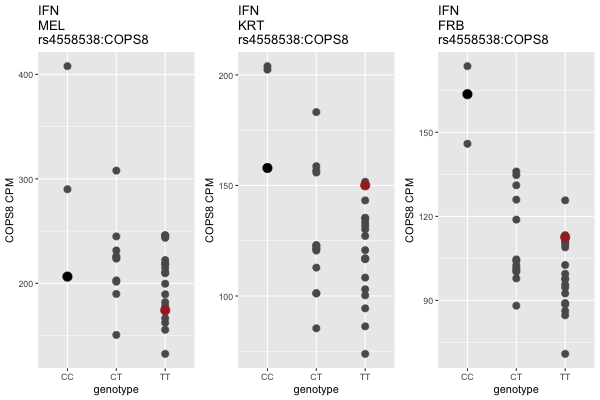 IFN
MEL
rs4558538:COPS8
COPS8 CPM
400
300
200
CC
CT
TT
genotype
IFN
KRT
rs4558538:COPS8
COPS8 CPM
200
150
100
CC
CT
TT
genotype
IFN
FRB
rs4558538:COPS8
COPS8 CPM
150
120
90
CC
CT
TT
genotype